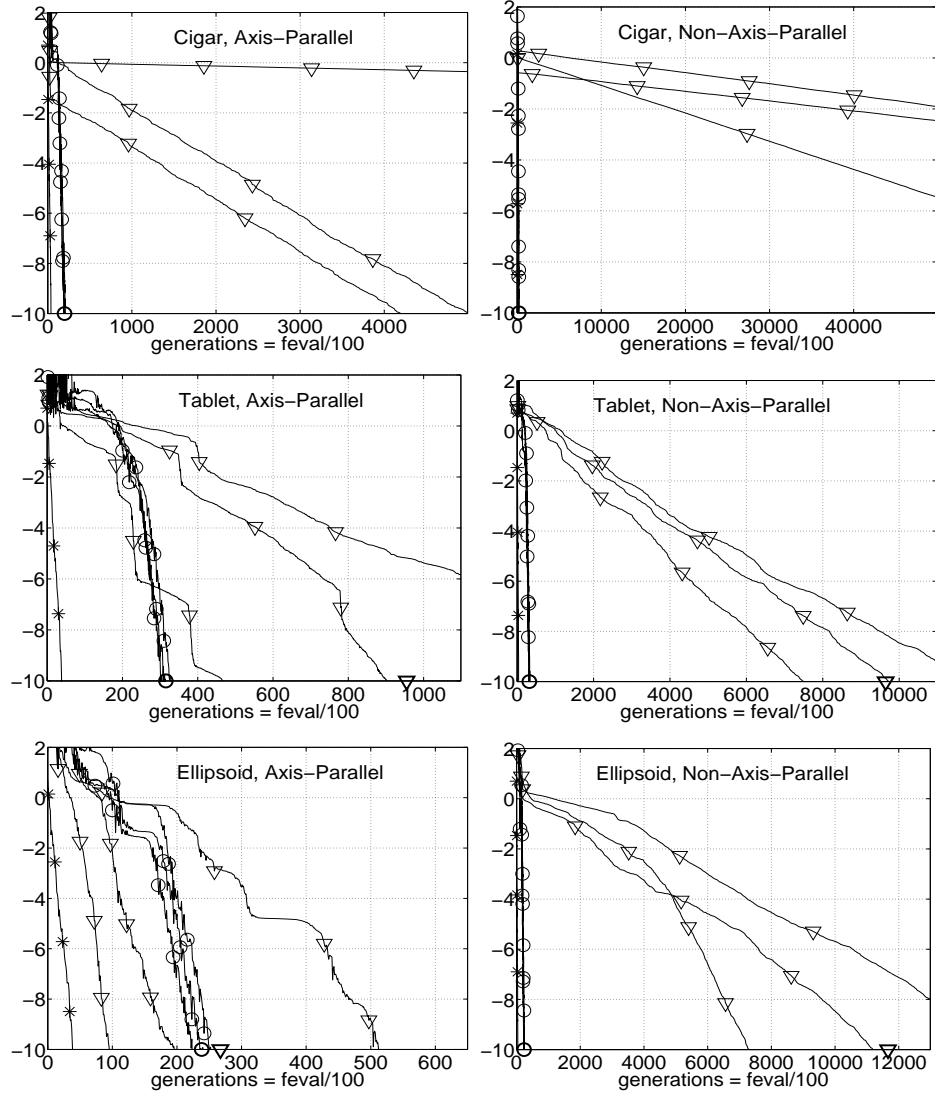 Cigar, Axis−Parallel
2
0
−2
−4
−6
−8
−10
0 1000 2000 3000 4000
generations = feval/100
Cigar, Non−Axis−Parallel
2
0
−2
−4
−6
−8
−10
0 10000 20000 30000 40000
generations = feval/100
Tablet, Axis−Parallel
2
0
−2
−4
−6
−8
−10
0 200 400 600 800 1000
generations = feval/100
Tablet, Non−Axis−Parallel
2
0
−2
−4
−6
−8
−10
0 2000 4000 6000 8000 10000
generations = feval/100
Ellipsoid, Axis−Parallel
2
0
−2
−4
−6
−8
−10
0 100 200 300 400 500 600
generations = feval/100
Ellipsoid, Non−Axis−Parallel
2
0
−2
−4
−6
−8
−10
0 2000 4000 6000 8000 10000 12000
generations = feval/100